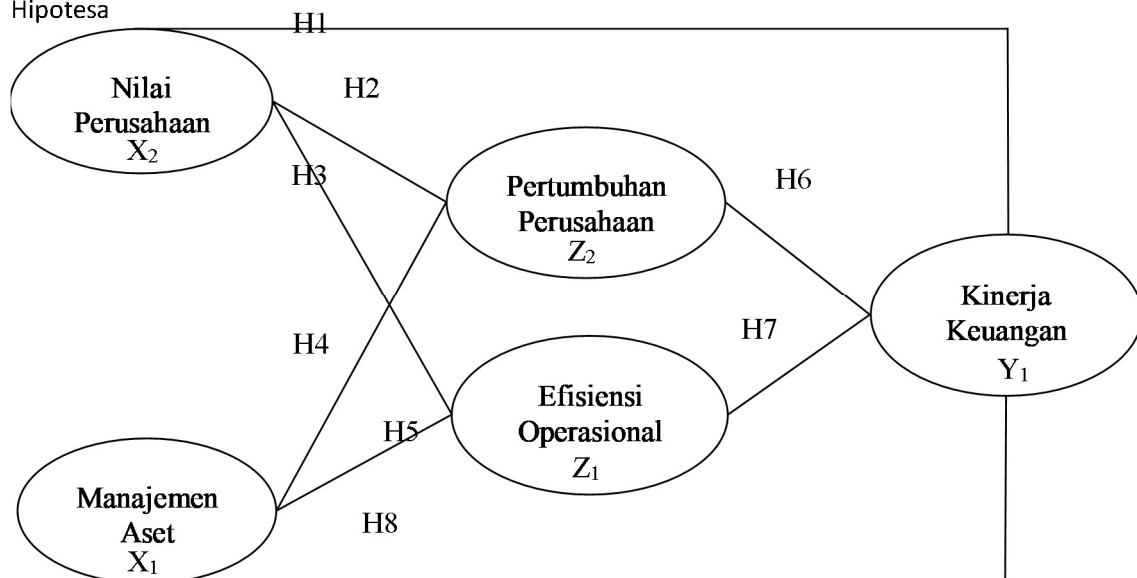 Hipotesa
H1
Nilai
Perusahaan
X₂
H2
H3
Pertumbuhan
Perusahaan
Z₂
H6
Kinerja
Keuangan
Y₁
H4
H7
Efisiensi
Operasional
Z₁
H5
Manajemen
Aset
X₁
H8